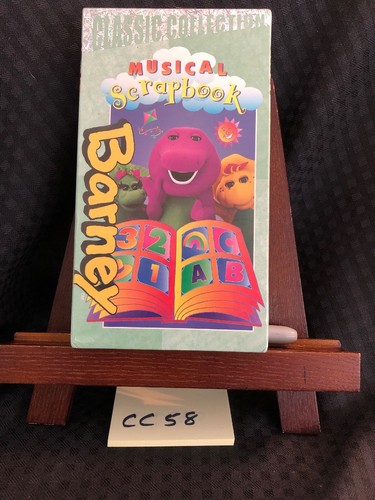 CLASSIC COLLECTION
MUSICAL
Scrapbook
Barney
3 2 C
1 A B
CC58